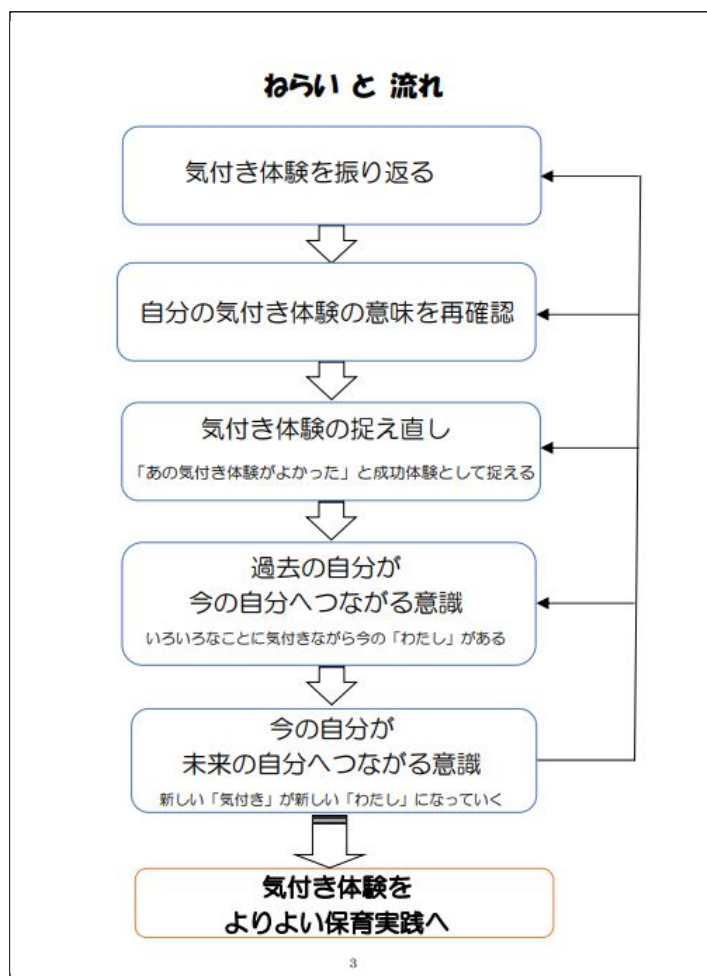 ねらい と 流れ
気付き体験を振り返る
自分の気付き体験の意味を再確認
気付き体験の捉え直し
「あの気付き体験がよかった」と成功体験として捉える
過去の自分が
今の自分へつながる意識
いろいろなことに気付きながら今の「わたし」がある
今の自分が
未来の自分へつながる意識
新しい「気付き」が新しい「わたし」になっていく
気付き体験を
よりよい保育実践へ
3